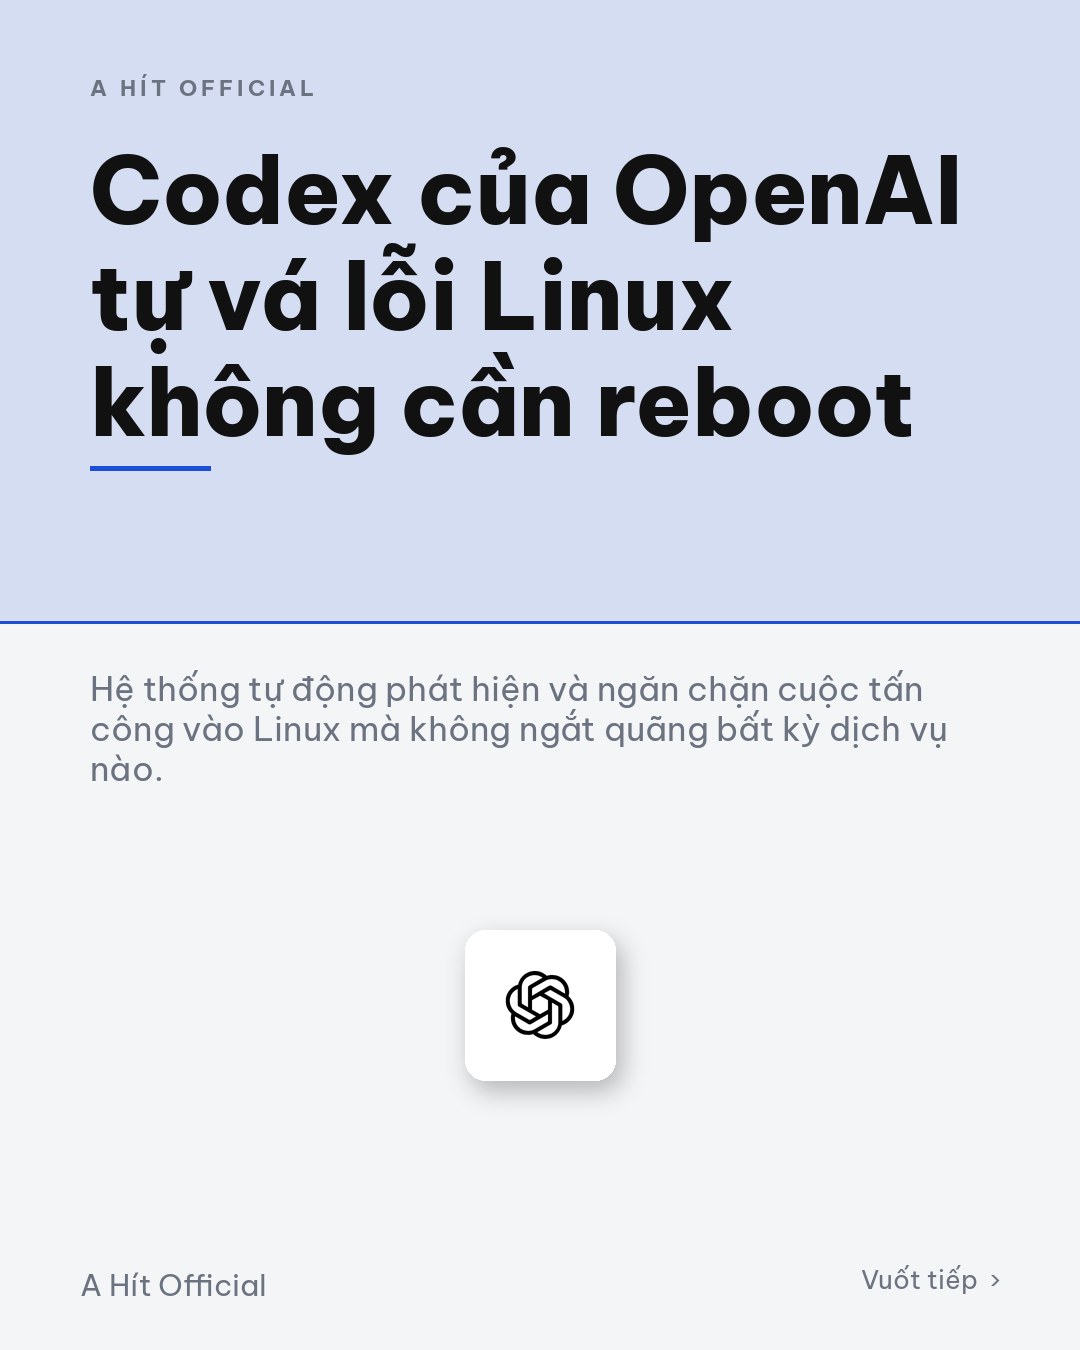 A HÍT OFFICIAL
Codex của OpenAI
tự vá lỗi Linux
không cần reboot
Hệ thống tự động phát hiện và ngăn chặn cuộc tấn
công vào Linux mà không ngắt quãng bất kỳ dịch vụ
nào.
A Hít Official
Vuốt tiếp ›